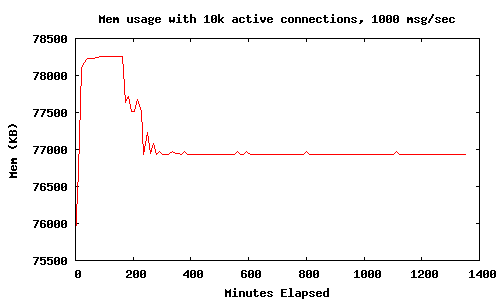 Mem usage with 10k active connections, 1000 msg/sec
78500
78000
77500
77000
76500
76000
75500
Mem (KB)
0 200 400 600 800 1000 1200 1400
Minutes Elapsed